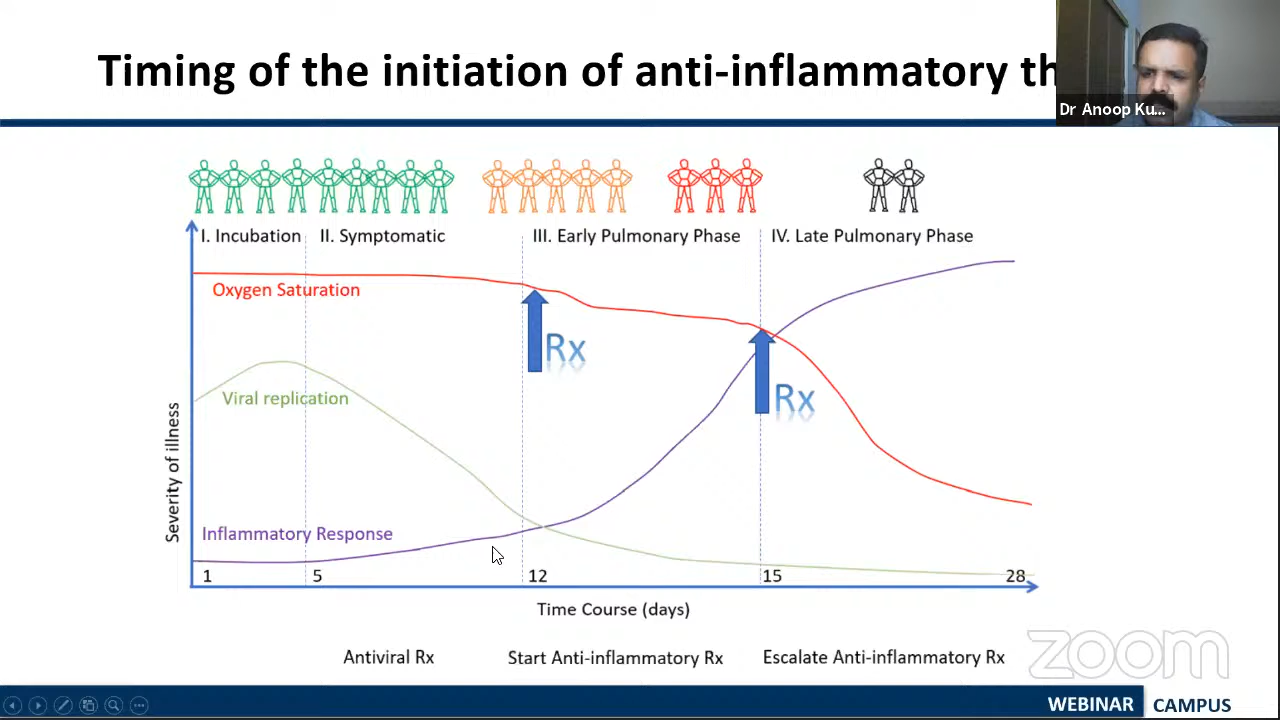 Timing of the initiation of anti-inflammatory th
Dr Anoop Ku...
I. Incubation
II. Symptomatic
III. Early Pulmonary Phase
IV. Late Pulmonary Phase
Oxygen Saturation
Rx
Rx
Viral replication
Inflammatory Response
Severity of illness
1
5
12
15
28
Time Course (days)
Antiviral Rx
Start Anti-inflammatory Rx
Escalate Anti-inflammatory Rx
zoom
WEBINAR CAMPUS